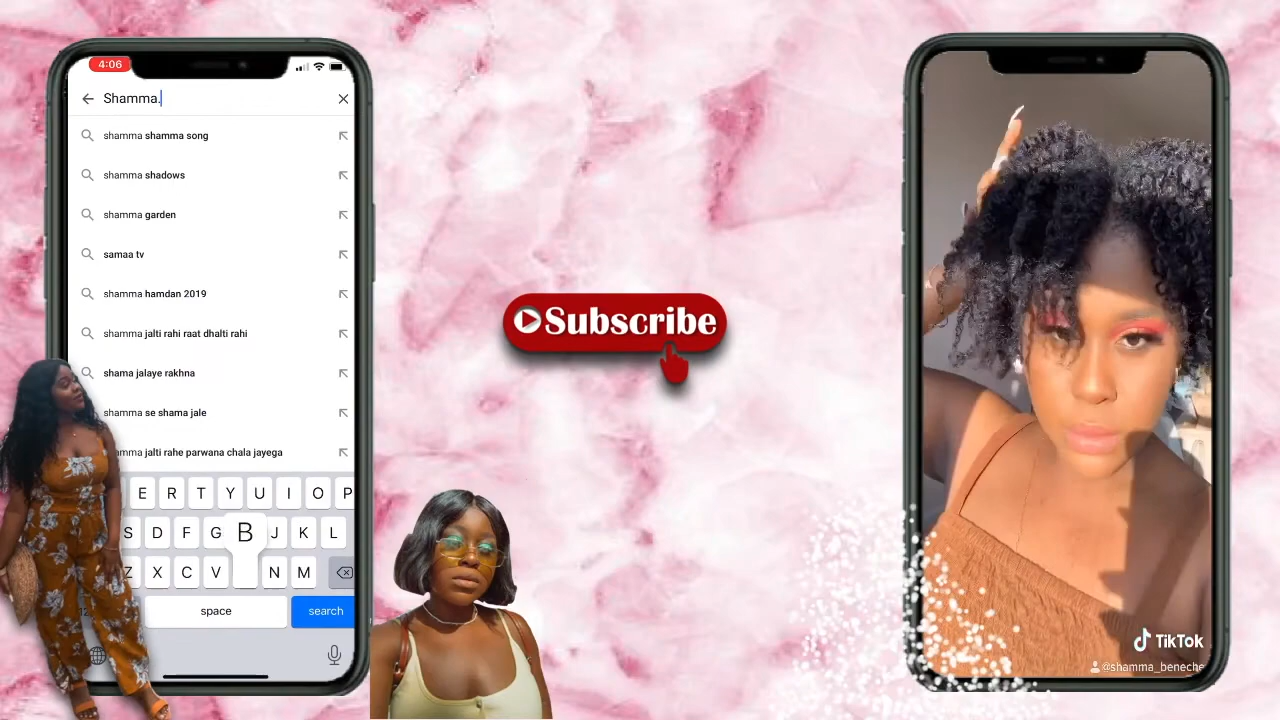 4:06
Shamma.
shamma shamma song
shamma shadows
shamma garden
samaa tv
shamma hamdan 2019
shamma jalti rahi raat dhalti rahi
shama jalaye rakhna
shamma se shama jale
jalti rahe parwana chala jayega
E R T Y U I O P
S D F G B J K L
Z X C V N M
space search
Subscribe
TikTok
@shamma_beneche